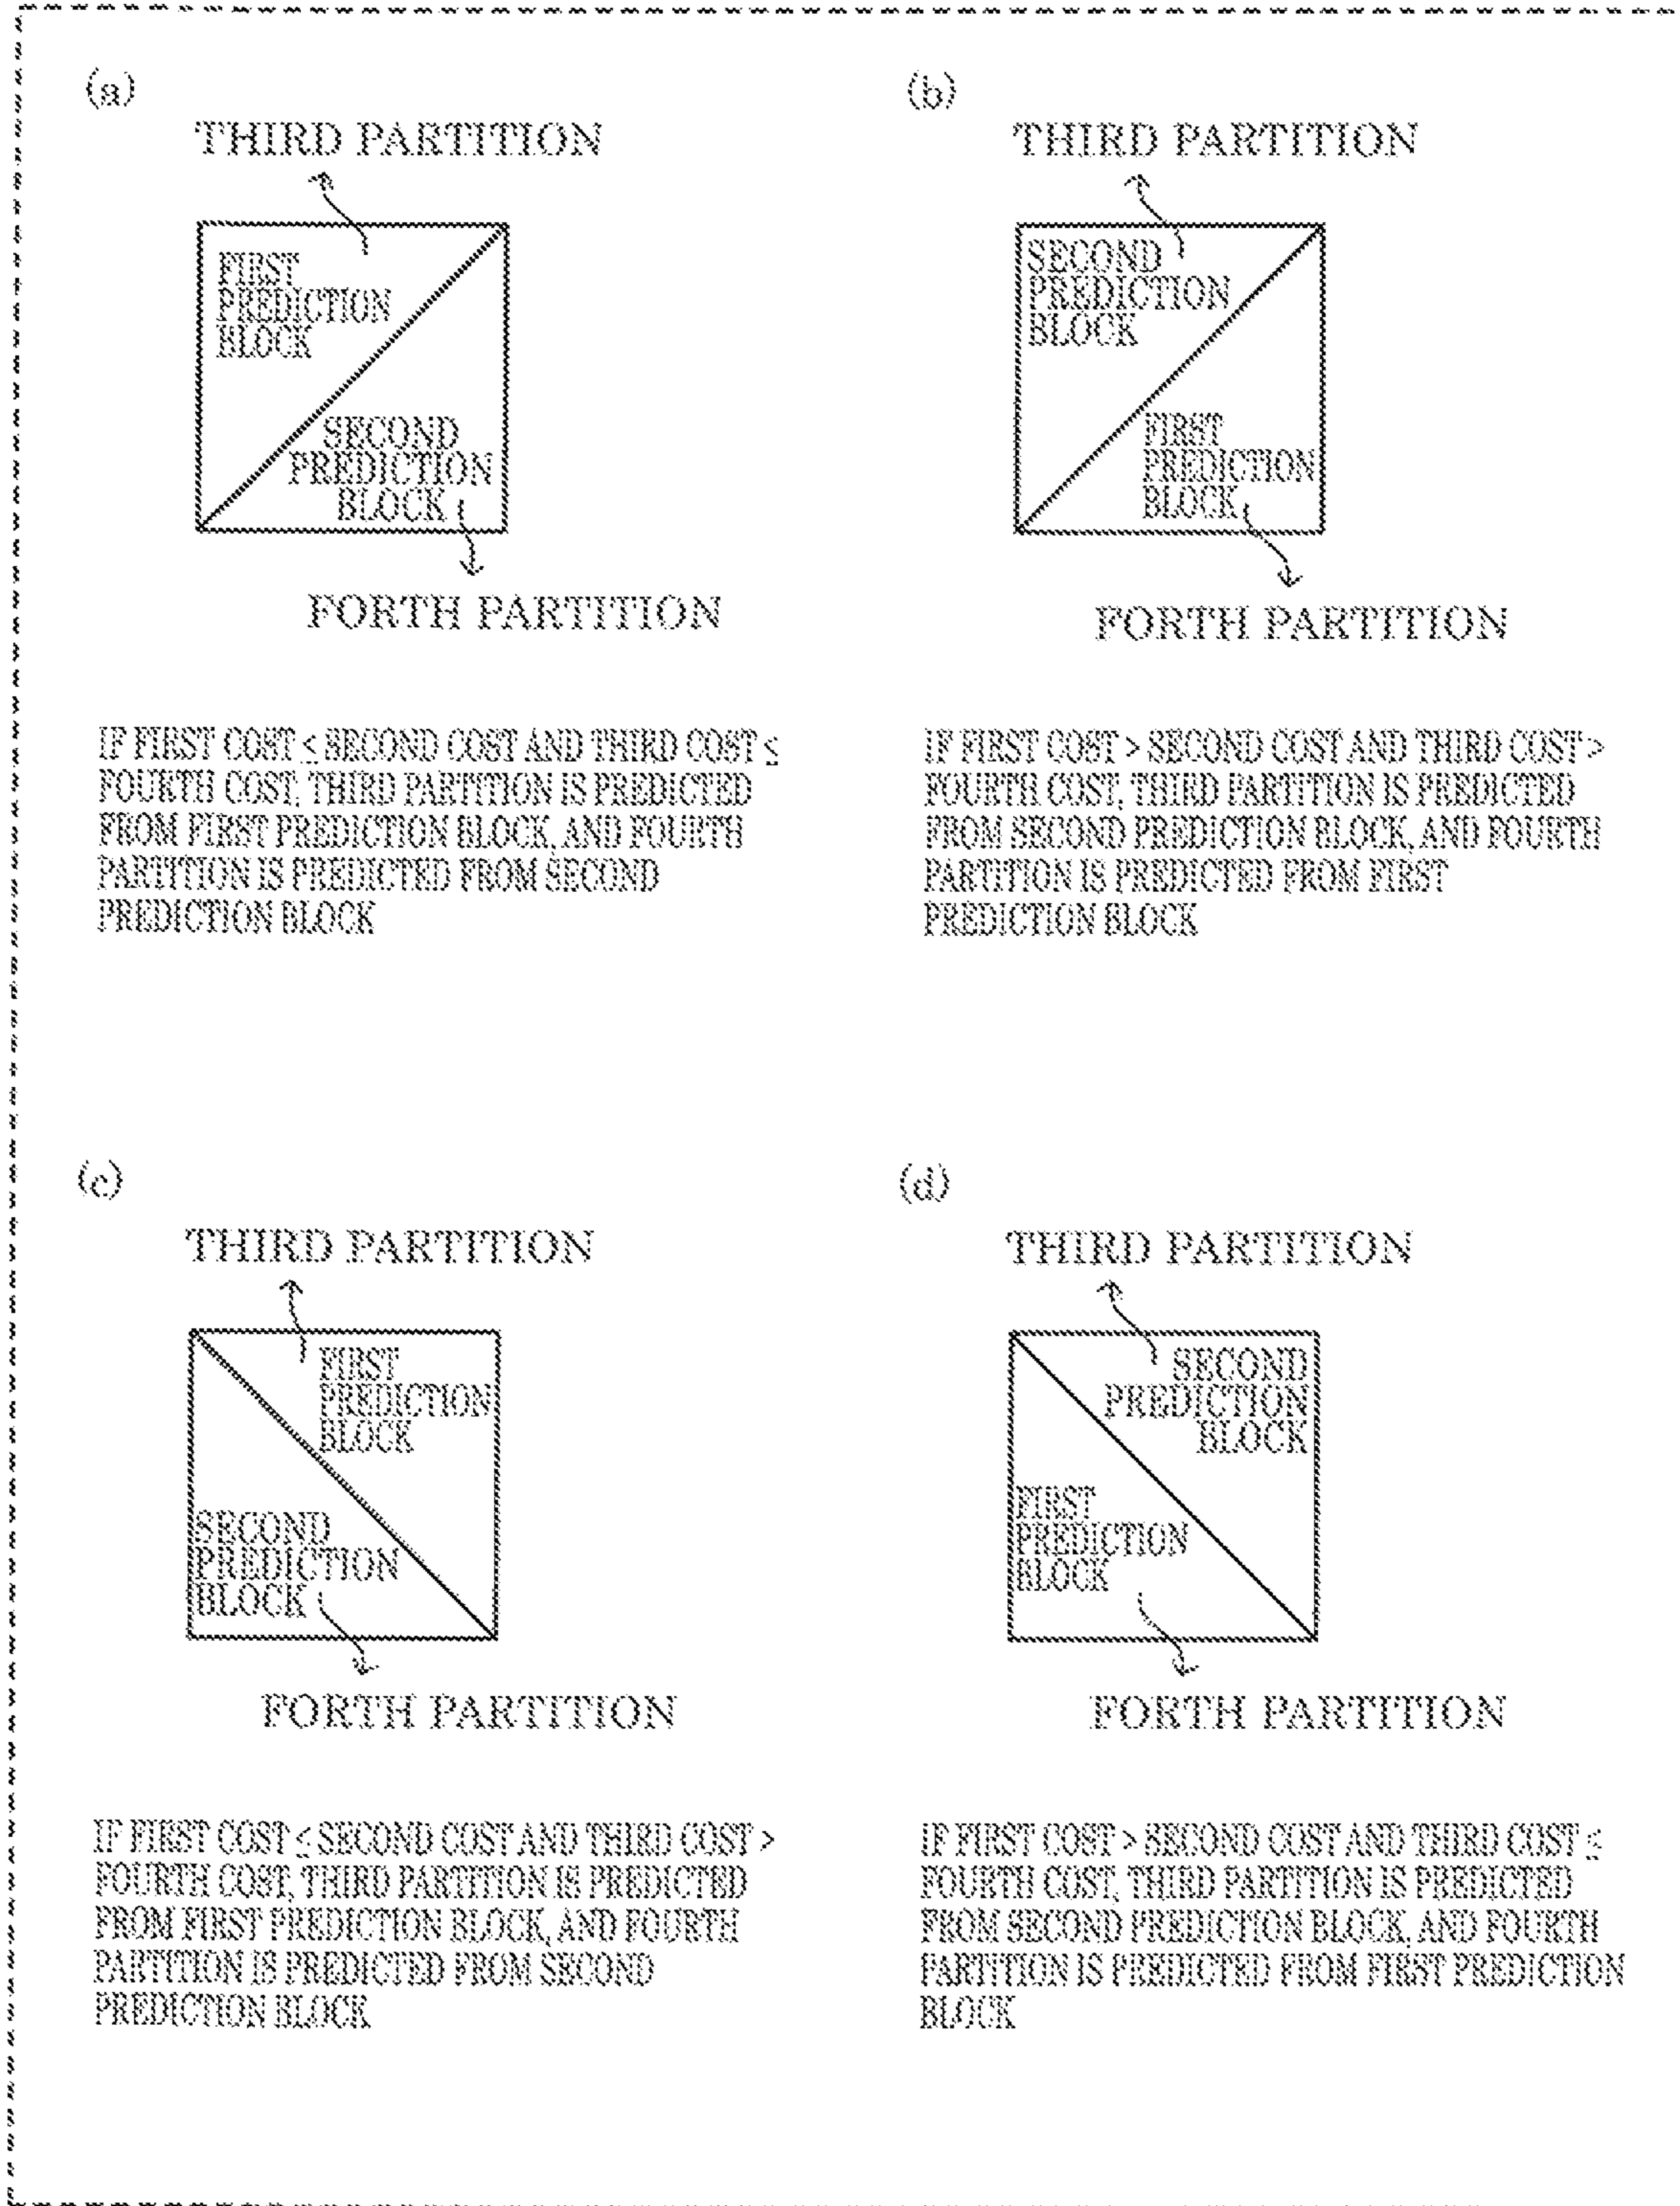 (a)
THIRD PARTITION
FIRST
PREDICTION
BLOCK
SECOND
PREDICTION
BLOCK
FORTH PARTITION
IF FIRST COST ≤ SECOND COST AND THIRD COST ≤
FOURTH COST, THIRD PARTITION IS PREDICTED
FROM FIRST PREDICTION BLOCK, AND FOURTH
PARTITION IS PREDICTED FROM SECOND
PREDICTION BLOCK
(b)
THIRD PARTITION
SECOND
PREDICTION
BLOCK
FIRST
PREDICTION
BLOCK
FORTH PARTITION
IF FIRST COST > SECOND COST AND THIRD COST >
FOURTH COST, THIRD PARTITION IS PREDICTED
FROM SECOND PREDICTION BLOCK, AND FOURTH
PARTITION IS PREDICTED FROM FIRST
PREDICTION BLOCK
(c)
THIRD PARTITION
FIRST
PREDICTION
BLOCK
SECOND
PREDICTION
BLOCK
FORTH PARTITION
IF FIRST COST ≤ SECOND COST AND THIRD COST >
FOURTH COST, THIRD PARTITION IS PREDICTED
FROM FIRST PREDICTION BLOCK, AND FOURTH
PARTITION IS PREDICTED FROM SECOND
PREDICTION BLOCK
(d)
THIRD PARTITION
SECOND
PREDICTION
BLOCK
FIRST
PREDICTION
BLOCK
FORTH PARTITION
IF FIRST COST > SECOND COST AND THIRD COST ≤
FOURTH COST, THIRD PARTITION IS PREDICTED
FROM SECOND PREDICTION BLOCK, AND FOURTH
PARTITION IS PREDICTED FROM FIRST PREDICTION
BLOCK